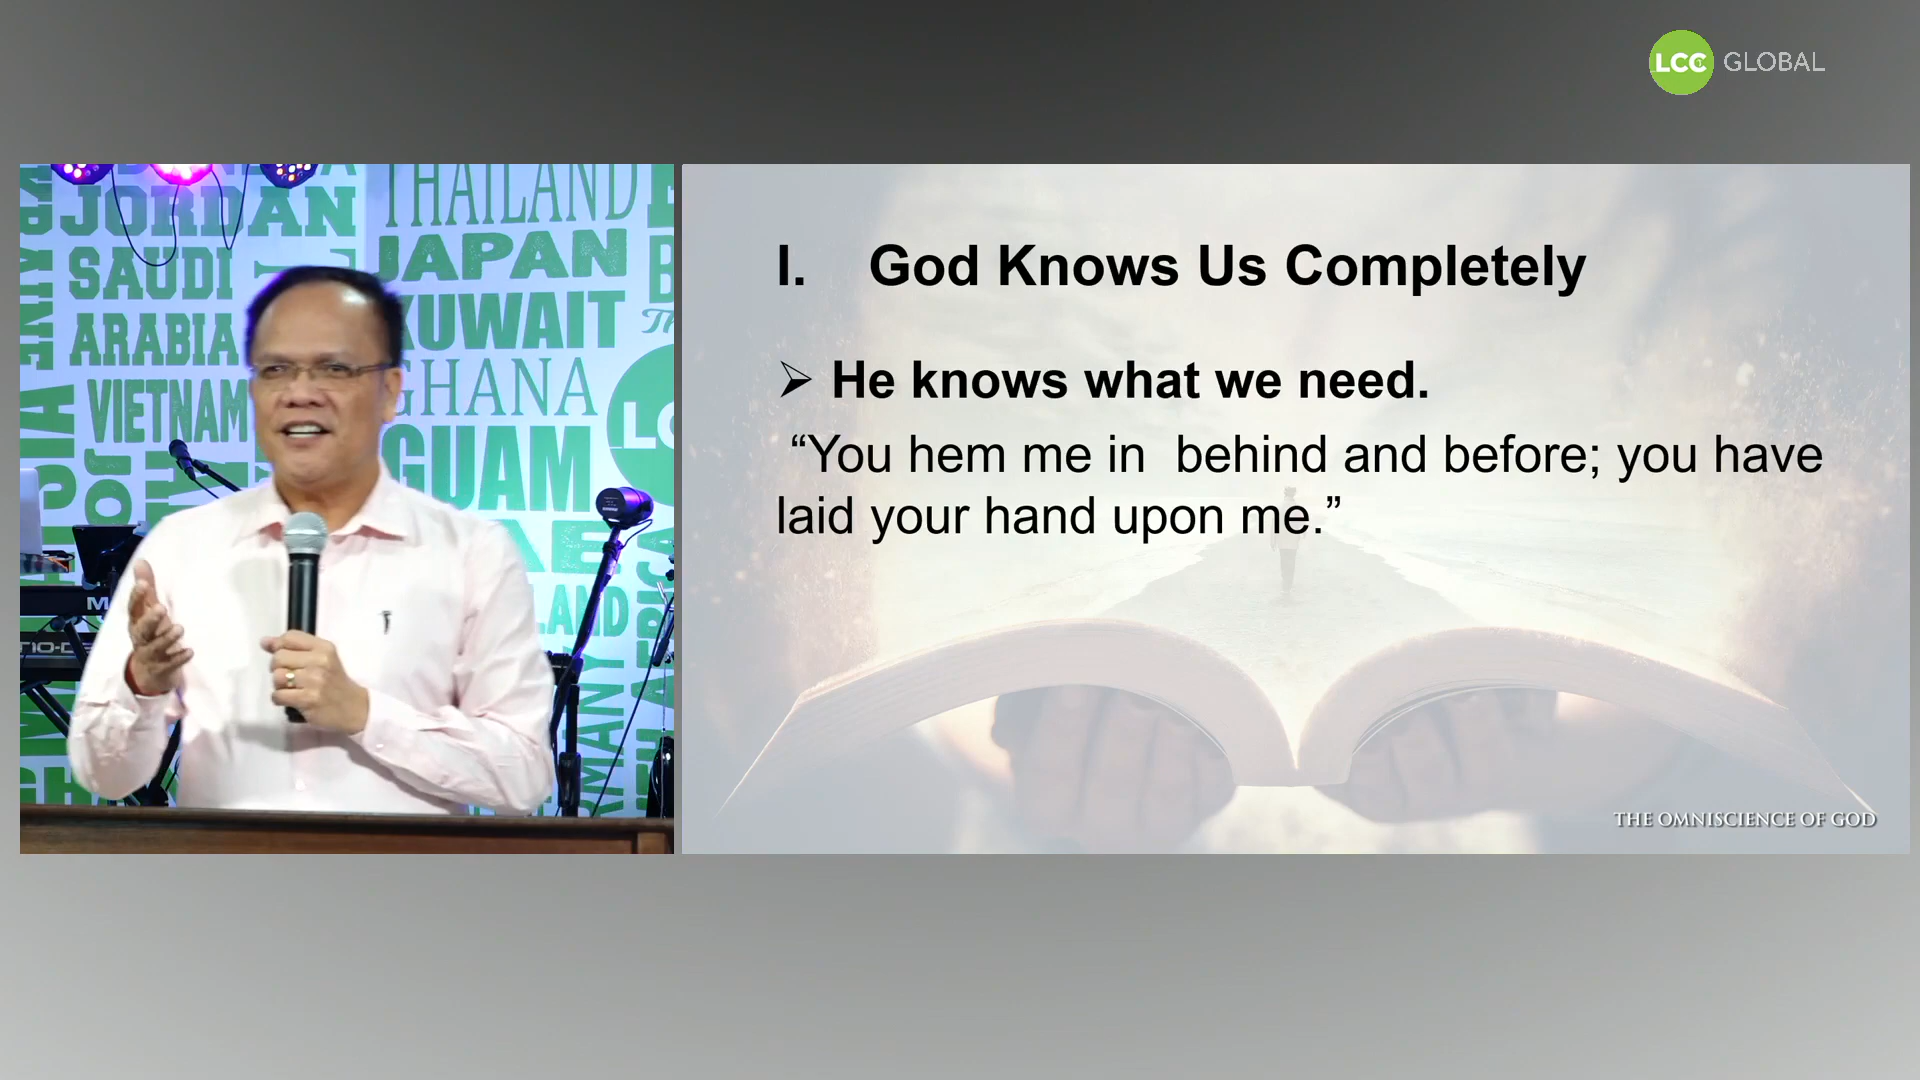 LCC GLOBAL
JORDAN
THAILAND
SAUDI
JAPAN
ARABIA
KUWAIT
VIETNAM
GHANA
GUAM
LAND
I. God Knows Us Completely
➢ He knows what we need.
“You hem me in  behind and before; you have
laid your hand upon me.”
THE OMNISCIENCE OF GOD